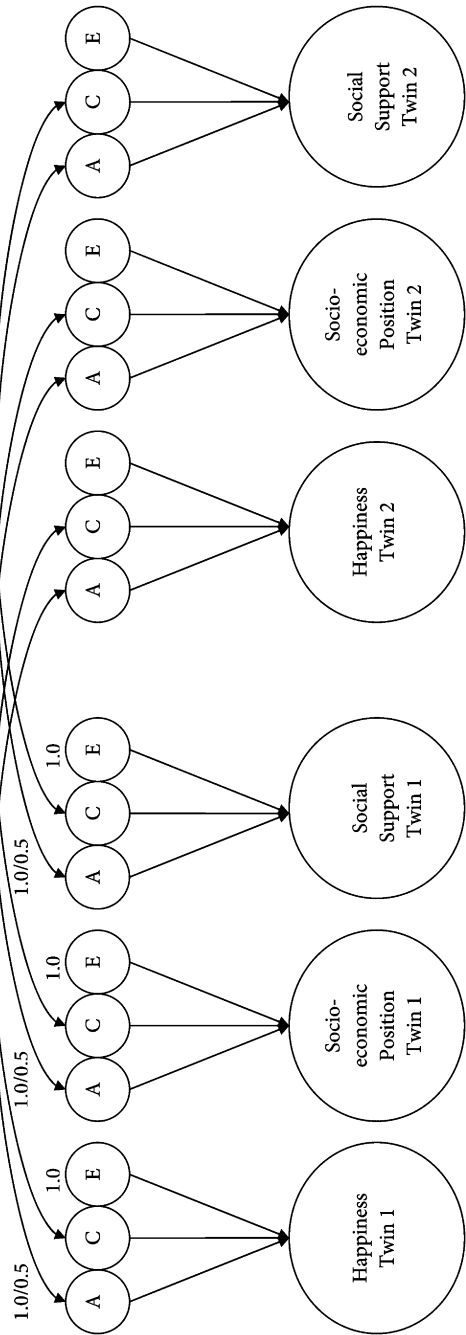 1.0/0.5
1.0
1.0/0.5
1.0
1.0/0.5
1.0
A
C
E
A
C
E
A
C
E
A
C
E
A
C
E
A
C
E
Happiness
Twin 1
Socio-
economic
Position
Twin 1
Social
Support
Twin 1
Happiness
Twin 2
Socio-
economic
Position
Twin 2
Social
Support
Twin 2